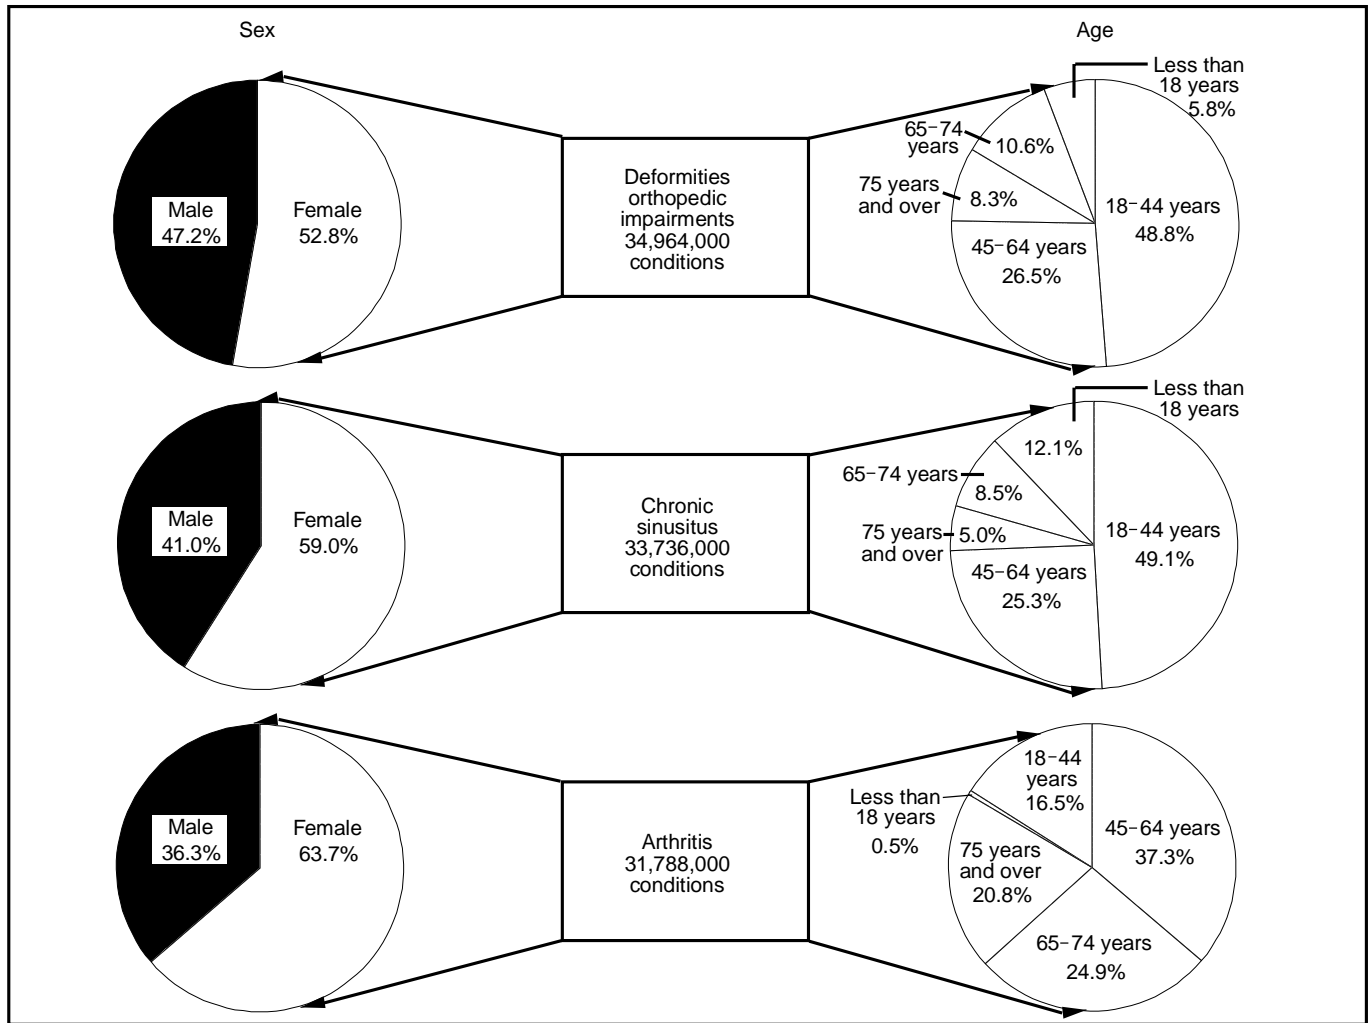 Sex
Age
Male
47.2%
Female
52.8%
Deformities
orthopedic
impairments
34,964,000
conditions
Less than
18 years
5.8%
65-74
years
10.6%
75 years
and over
8.3%
18-44 years
48.8%
45-64 years
26.5%
Male
41.0%
Female
59.0%
Chronic
sinusitus
33,736,000
conditions
Less than
18 years
12.1%
65-74 years
8.5%
75 years
and over
5.0%
18-44 years
49.1%
45-64 years
25.3%
Male
36.3%
Female
63.7%
Arthritis
31,788,000
conditions
18-44
years
16.5%
Less than
18 years
0.5%
45-64 years
37.3%
75 years
and over
20.8%
65-74 years
24.9%